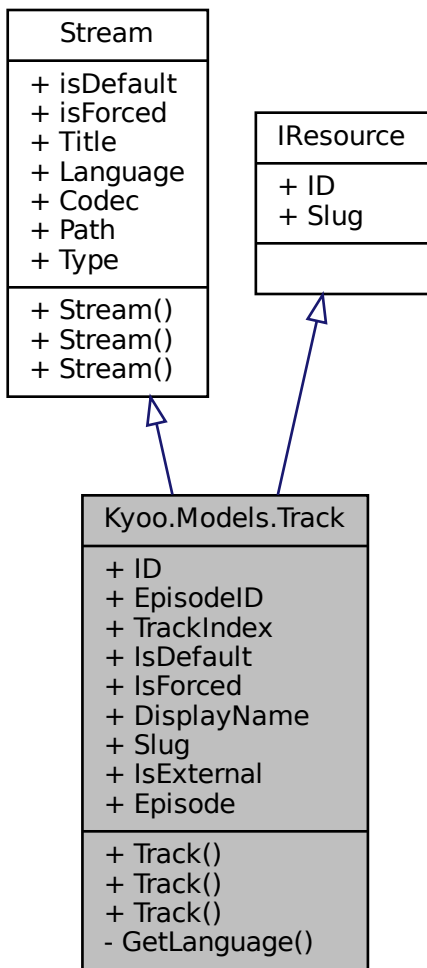 Stream
+ isDefault
+ isForced
+ Title
+ Language
+ Codec
+ Path
+ Type
+ Stream()
+ Stream()
+ Stream()
IResource
+ ID
+ Slug
Kyoo.Models.Track
+ ID
+ EpisodeID
+ TrackIndex
+ IsDefault
+ IsForced
+ DisplayName
+ Slug
+ IsExternal
+ Episode
+ Track()
+ Track()
+ Track()
- GetLanguage()